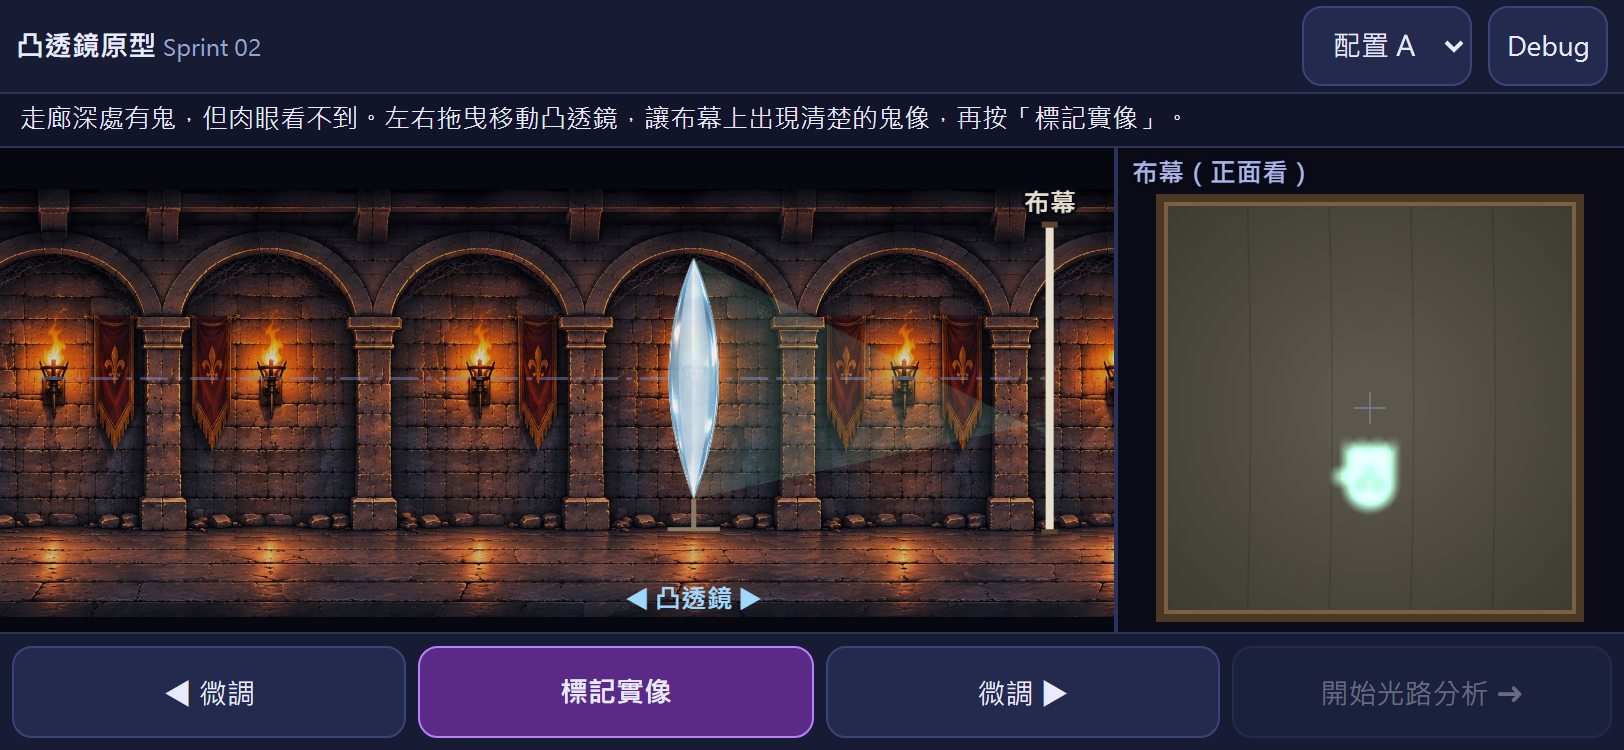 凸透鏡原型 Sprint 02
配置 A
Debug
走廊深處有鬼，但肉眼看不到。左右拖曳移動凸透鏡，讓布幕上出現清楚的鬼像，再按「標記實像」。
布幕
布幕（正面看）
◀ 凸透鏡 ▶
◀ 微調
標記實像
微調 ▶
開始光路分析 →